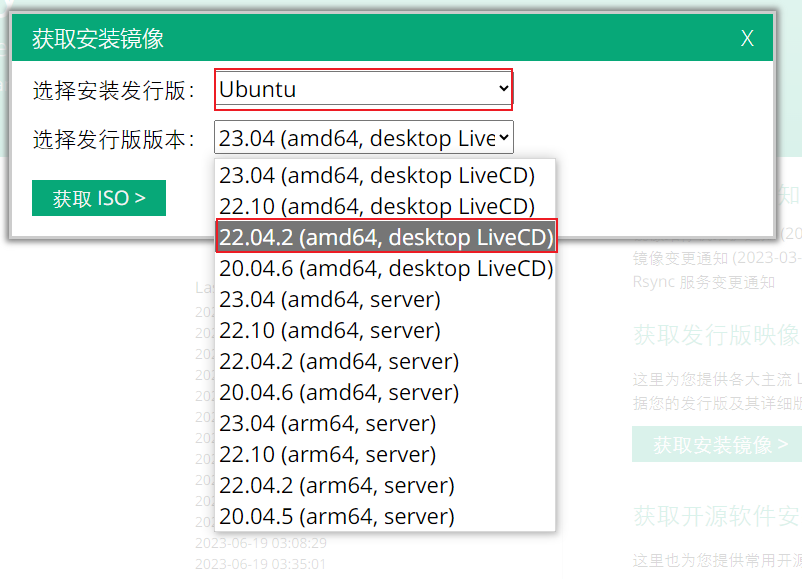 获取安装镜像
X
选择安装发行版：
Ubuntu
选择发行版版本：
23.04 (amd64, desktop Live
23.04 (amd64, desktop LiveCD)
22.10 (amd64, desktop LiveCD)
22.04.2 (amd64, desktop LiveCD)
20.04.6 (amd64, desktop LiveCD)
23.04 (amd64, server)
22.10 (amd64, server)
22.04.2 (amd64, server)
20.04.6 (amd64, server)
23.04 (arm64, server)
22.10 (arm64, server)
22.04.2 (arm64, server)
20.04.5 (arm64, server)
获取 ISO >
知
(20
镜像变更通知 (2023-03-
Rsync 服务变更通知
获取发行版映像
这里为您提供各大主流 L
据您的发行版及其详细版
获取安装镜像 >
获取开源软件安
这里也为您提供常用开源
La
2023-06-19 03:08:29
2023-06-19 03:35:01